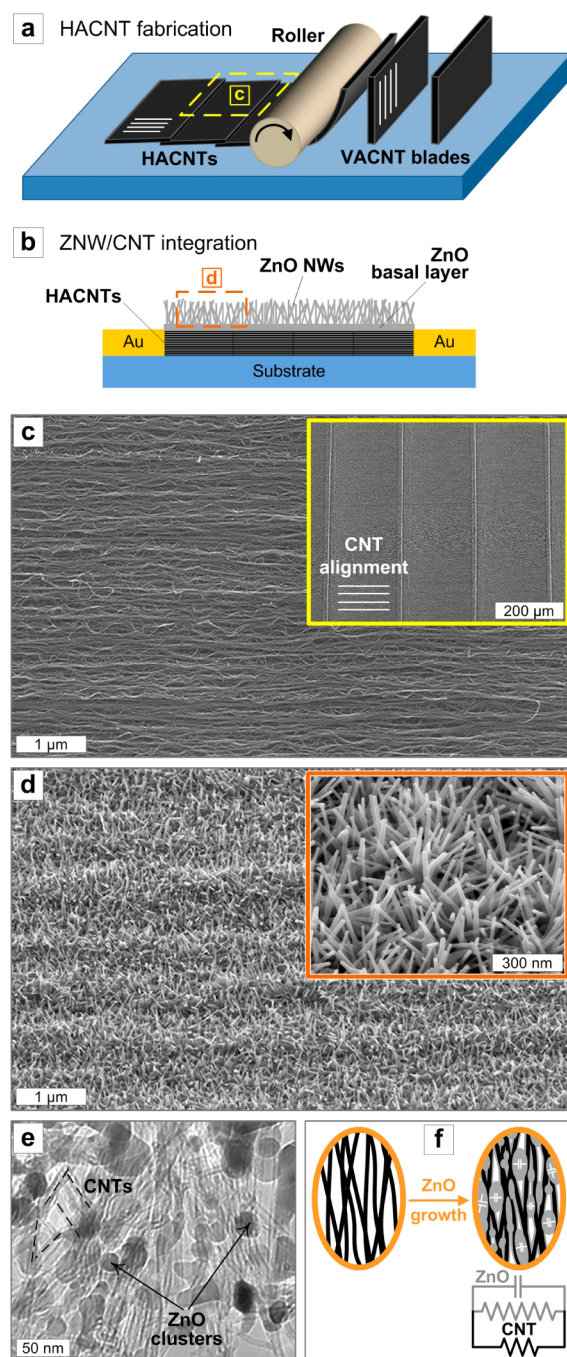 a HACNT fabrication
Roller
c
HACNTs
VACNT blades
b ZNW/CNT integration
d
ZnO NWs
ZnO
basal layer
HACNTs
Au
Au
Substrate
c
CNT
alignment
200 µm
1 µm
d
300 nm
1 µm
e
CNTs
ZnO
clusters
50 nm
f
ZnO
growth
ZnO
CNT